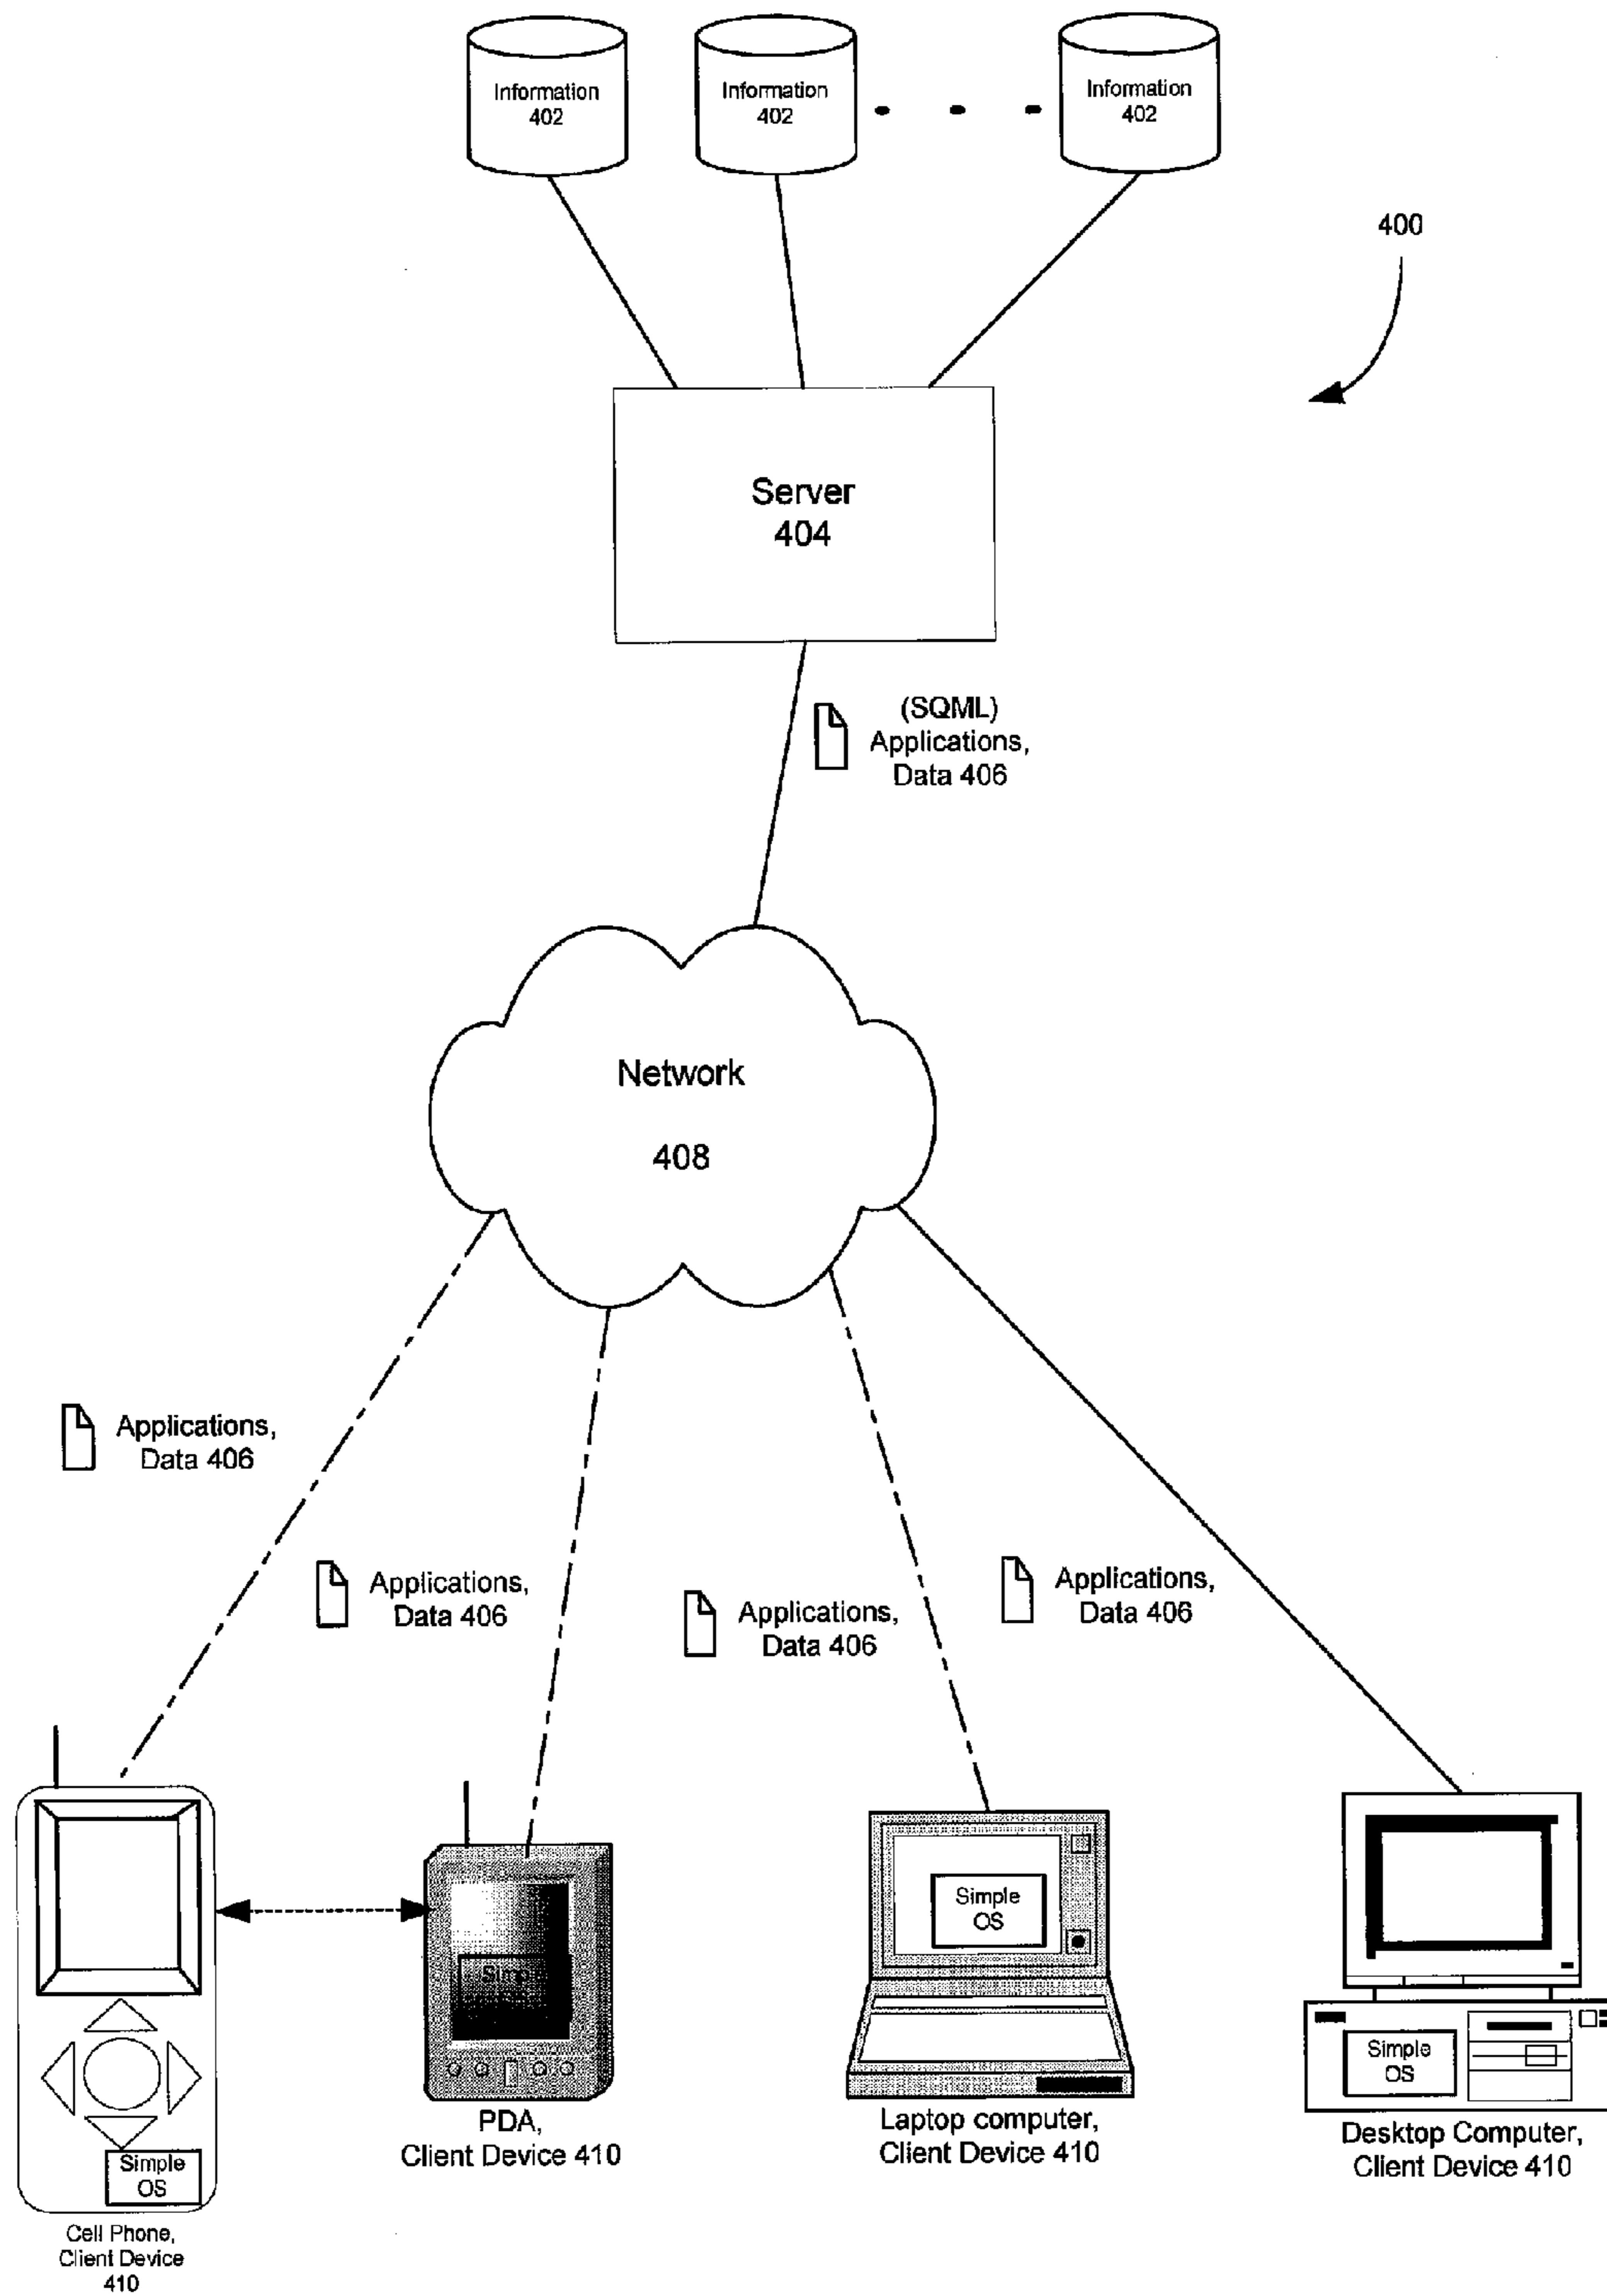 Information
402
Information
402
Information
402
400
Server
404
(SQML)
Applications,
Data 406
Network
408
Applications,
Data 406
Applications,
Data 406
Applications,
Data 406
Applications,
Data 406
Simple
OS
Simple
OS
Simple
OS
PDA,
Client Device 410
Laptop computer,
Client Device 410
Desktop Computer,
Client Device 410
Cell Phone,
Client Device
410